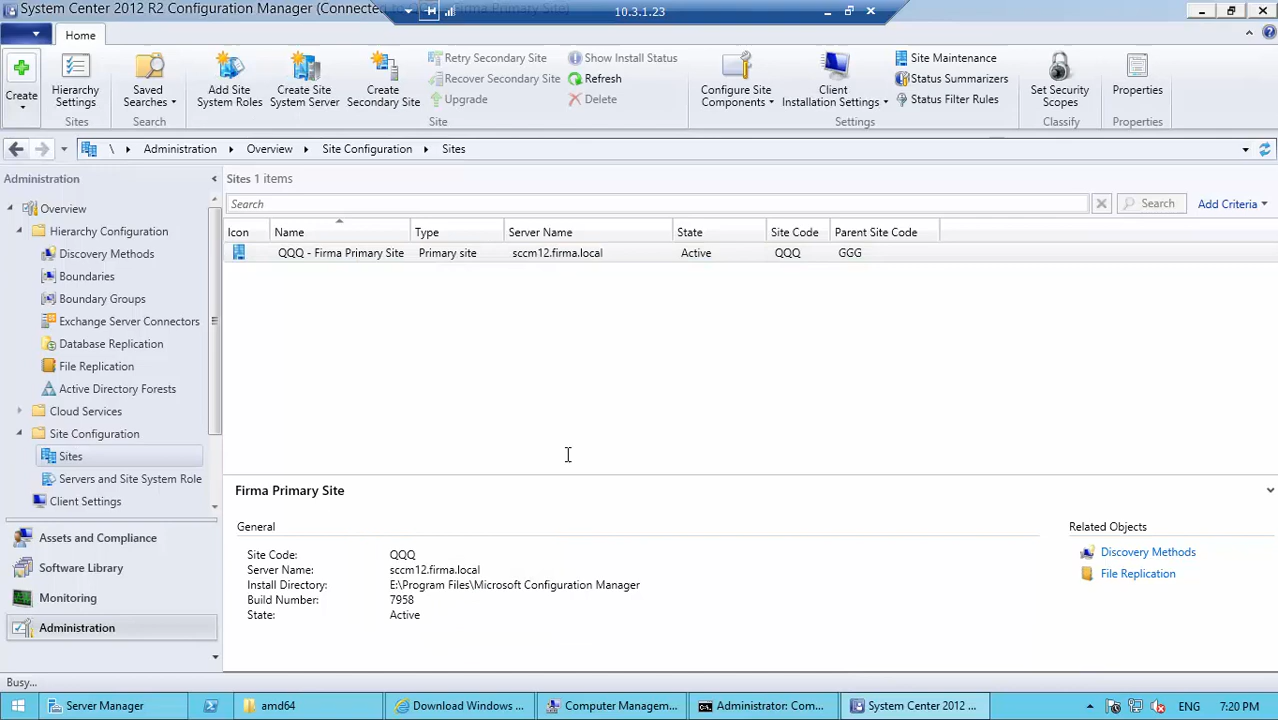 System Center 2012 R2 Configuration Manager (Connected to
Firma Primary Site)
10.3.1.23
Home
Create
Hierarchy Settings
Sites
Saved Searches
Search
Add Site System Roles
Create Site System Server
Create Secondary Site
Retry Secondary Site
Recover Secondary Site
Upgrade
Show Install Status
Refresh
Delete
Site
Configure Site Components
Client Installation Settings
Site Maintenance
Status Summarizers
Status Filter Rules
Settings
Set Security Scopes
Classify
Properties
Properties
\ Administration Overview Site Configuration Sites
Administration
Overview
Hierarchy Configuration
Discovery Methods
Boundaries
Boundary Groups
Exchange Server Connectors
Database Replication
File Replication
Active Directory Forests
Cloud Services
Site Configuration
Sites
Servers and Site System Role
Client Settings
Assets and Compliance
Software Library
Monitoring
Administration
Sites 1 items
Search
Search
Add Criteria
Icon Name Type Server Name State Site Code Parent Site Code
QQQ - Firma Primary Site Primary site sccm12.firma.local Active QQQ GGG
Firma Primary Site
General
Site Code: QQQ
Server Name: sccm12.firma.local
Install Directory: E:\Program Files\Microsoft Configuration Manager
Build Number: 7958
State: Active
Related Objects
Discovery Methods
File Replication
Busy...
Server Manager
amd64
Download Windows ...
Computer Managem...
Administrator: Com...
System Center 2012 ...
ENG
7:20 PM